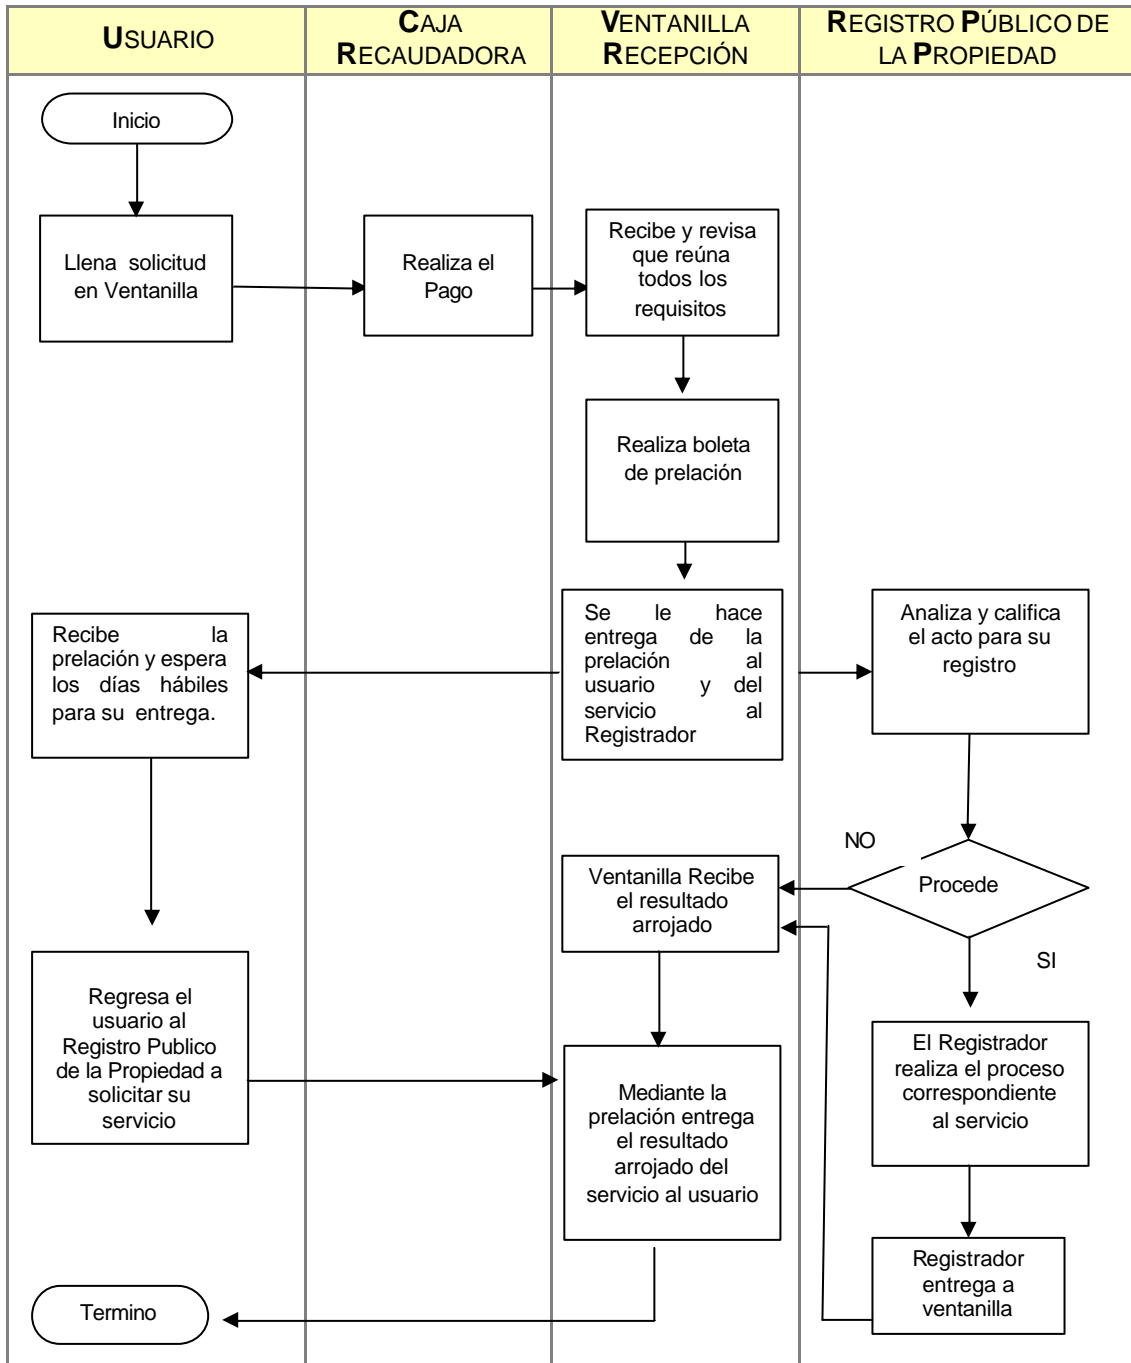 USUARIO
CAJA
RECAUDADORA
VENTANILLA
RECEPCIÓN
REGISTRO PÚBLICO DE
LA PROPIEDAD
Inicio
Llena solicitud
en Ventanilla
Realiza el
Pago
Recibe y revisa
que reúna
todos los
requisitos
Realiza boleta
de prelación
Recibe la
prelación y espera
los días hábiles
para su entrega.
Se le hace
entrega de la
prelación al
usuario y del
servicio al
Registrador
Analiza y califica
el acto para su
registro
NO
Procede
SI
Ventanilla Recibe
el resultado
arrojado
Regresa el
usuario al
Registro Publico
de la Propiedad a
solicitar su
servicio
Mediante la
prelación entrega
el resultado
arrojado del
servicio al usuario
El Registrador
realiza el proceso
correspondiente
al servicio
Registrador
entrega a
ventanilla
Termino